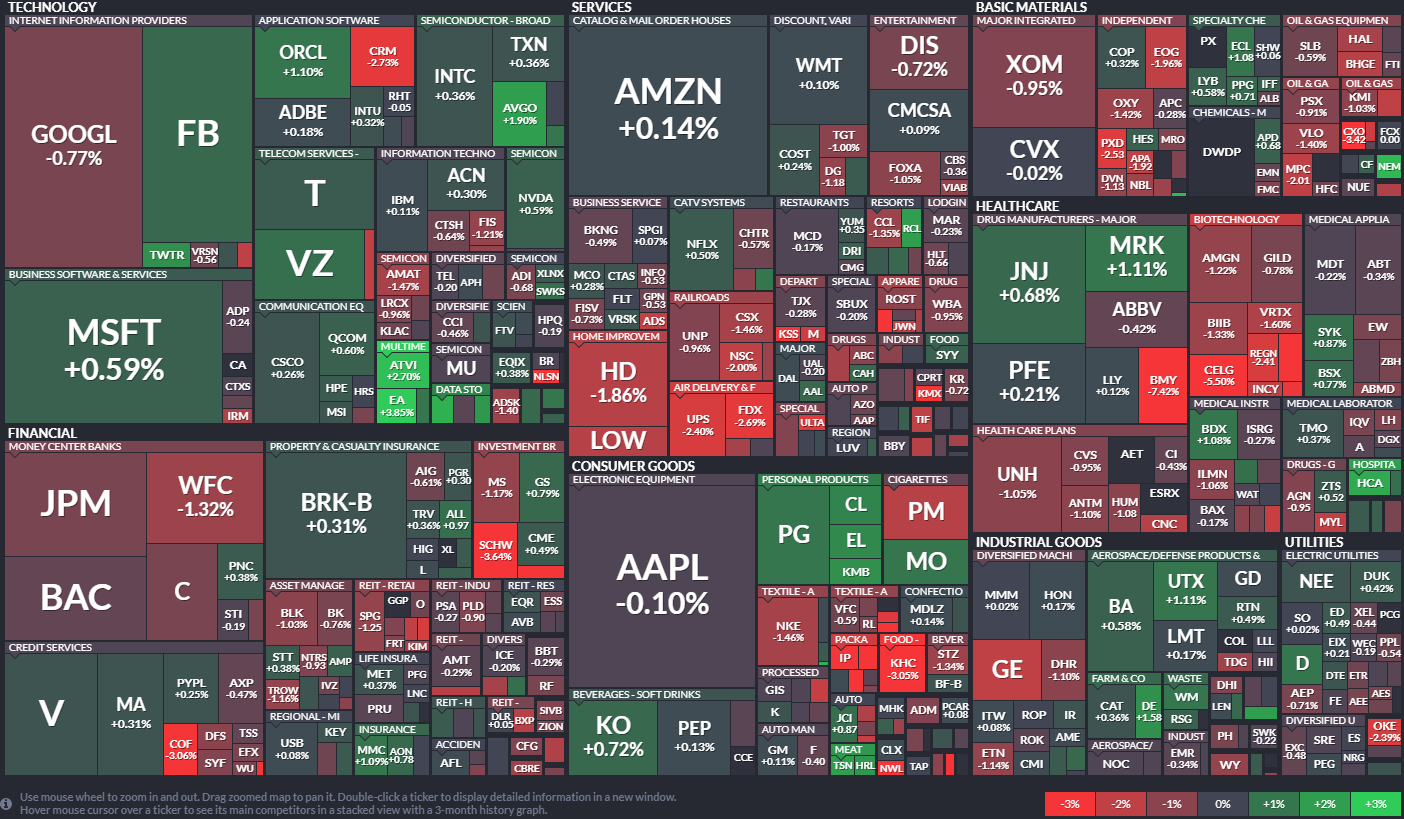 TECHNOLOGY
INTERNET INFORMATION PROVIDERS
GOOGL
-0.77%
FB
TWTR
VRSN
-0.56
APPLICATION SOFTWARE
ORCL
+1.10%
CRM
-2.73%
ADBE
+0.18%
INTU
+0.32%
RHT
-0.05
SEMICONDUCTOR - BROAD
INTC
+0.36%
TXN
+0.36%
AVGO
+1.90%
TELECOM SERVICES -
T
VZ
INFORMATION TECHNO
IBM
+0.11%
ACN
+0.30%
CTSH
-0.64%
FIS
-1.21%
SEMICON
NVDA
+0.59%
BUSINESS SOFTWARE & SERVICES
MSFT
+0.59%
ADP
-0.24
CA
CTXS
IRM
COMMUNICATION EQ
CSCO
+0.26%
QCOM
+0.60%
HPE
HRS
MSI
SEMICON
AMAT
-1.47%
LRCX
-0.96%
KLAC
DIVERSIFIED
TEL
-0.20
APH
SEMICON
ADI
-0.68
XLNX
SWKS
DIVERSIFIE
CCI
-0.46%
SCIEN
FTV
HPQ
-0.19
MULTIME
ATVI
+2.70%
EA
+3.85%
SEMICON
MU
EQIX
+0.38%
BR
NLSN
DATA STO
ADSK
-1.40
SERVICES
CATALOG & MAIL ORDER HOUSES
AMZN
+0.14%
DISCOUNT, VARI
WMT
+0.10%
COST
+0.24%
TGT
-1.00%
DG
-1.18
ENTERTAINMENT
DIS
-0.72%
CMCSA
+0.09%
FOXA
-1.05%
CBS
-0.36
VIAB
BUSINESS SERVICE
BKNG
-0.49%
SPGI
+0.07%
MCO
+0.28%
CTAS
INFO
-0.53
FISV
-0.73%
FLT
GPN
-0.53
VRSK
ADS
CATV SYSTEMS
NFLX
+0.50%
CHTR
-0.57%
RESTAURANTS
MCD
-0.17%
YUM
+0.35
DRI
CMG
RESORTS
CCL
-1.35%
RCL
LODGIN
MAR
-0.23%
HLT
-0.66
RAILROADS
UNP
-0.96%
CSX
-1.46%
NSC
-2.00%
DEPART
TJX
-0.28%
KSS
M
SPECIAL
SBUX
-0.20%
APPARE
ROST
JWN
DRUG
WBA
-0.95%
HOME IMPROVEM
HD
-1.86%
LOW
MAJOR
DAL
UAL
-0.20
AAL
DRUGS
ABC
CAH
INDUST
FOOD
SYY
AIR DELIVERY & F
UPS
-2.40%
FDX
-2.69%
SPECIAL
ULTA
AUTO P
AZO
AAP
REGION
LUV
CPRT
KMX
KR
-0.72
TIF
BBY
BASIC MATERIALS
MAJOR INTEGRATED
XOM
-0.95%
CVX
-0.02%
INDEPENDENT
COP
+0.32
EOG
-1.96%
OXY
-1.42%
APC
-0.28%
PXD
-2.53
HES
MRO
APA
-1.92
DVN
-1.13
NBL
SPECIALTY CHE
PX
ECL
+1.08
SHW
+0.06
LYB
+0.58%
PPG
+0.71
IFF
ALB
CHEMICALS - M
DWDP
APD
+0.68
EMN
FMC
OIL & GAS EQUIPMEN
SLB
-0.59%
HAL
BHGE
FTI
OIL & GA
PSX
-0.91%
VLO
-1.40%
MPC
-2.01
HFC
OIL & GAS
KMI
-1.03%
CXO
-3.42
FCX
0.00
CF
NEM
NUE
HEALTHCARE
DRUG MANUFACTURERS - MAJOR
JNJ
+0.68%
MRK
+1.11%
ABBV
-0.42%
PFE
+0.21%
LLY
+0.12%
BMY
-7.42%
BIOTECHNOLOGY
AMGN
-1.22%
GILD
-0.78%
BIIB
-1.33%
VRTX
-1.60%
REGN
-2.41
CELG
-5.50%
INCY
MEDICAL APPLIA
MDT
-0.22%
ABT
-0.34%
SYK
+0.87%
EW
BSX
+0.77%
ZBH
ABMD
HEALTH CARE PLANS
UNH
-1.05%
CVS
-0.95%
AET
CI
-0.43%
ANTM
-1.10%
HUM
-1.08
ESRX
CNC
MEDICAL INSTR
BDX
+1.08%
ISRG
-0.27%
ILMN
-1.06%
WAT
BAX
-0.17%
MEDICAL LABORATOR
TMO
+0.37%
IQV
LH
A
DGX
DRUGS - G
AGN
-0.95
ZTS
+0.52
MYL
HOSPITA
HCA
FINANCIAL
MONEY CENTER BANKS
JPM
WFC
-1.32%
BAC
C
PNC
+0.38%
STI
-0.19
PROPERTY & CASUALTY INSURANCE
BRK-B
+0.31%
AIG
-0.61%
PGR
+0.30
TRV
+0.36%
ALL
+0.97
HIG
XL
L
INVESTMENT BR
MS
-1.17%
GS
+0.79%
SCHW
-3.64%
CME
+0.49%
CREDIT SERVICES
V
MA
+0.31%
PYPL
+0.25%
AXP
-0.47%
COF
-3.06%
DFS
TSS
SYF
EFX
WU
ASSET MANAGE
BLK
-1.03%
BK
-0.76%
STT
+0.38%
NTRS
-0.93
AMP
TROW
-1.16%
IVZ
REIT - RETAI
SPG
-1.25
GGP
O
FRT
KIM
REIT - INDU
PSA
-0.27
PLD
-0.90
REIT - RES
EQR
ESS
AVB
LIFE INSURA
MET
+0.37%
PFG
LNC
PRU
REIT -
AMT
-0.29%
DIVERS
ICE
-0.20%
BBT
-0.29%
RF
REGIONAL - MI
USB
+0.08%
KEY
INSURANCE
MMC
+1.09%
AON
+0.78
REIT - H
REIT -
DLR
+0.05
BXP
SIVB
ZION
ACCIDEN
AFL
CFG
CBRE
CONSUMER GOODS
ELECTRONIC EQUIPMENT
AAPL
-0.10%
BEVERAGES - SOFT DRINKS
KO
+0.72%
PEP
+0.13%
CCE
PERSONAL PRODUCTS
PG
CL
EL
KMB
CIGARETTES
PM
MO
TEXTILE - A
NKE
-1.46%
TEXTILE - A
VFC
-0.59
RL
CONFECTIO
MDLZ
+0.14%
PACKA
IP
FOOD -
KHC
-3.05%
BEVER
STZ
-1.34%
BF-B
PROCESSED
GIS
K
AUTO
JCI
+0.87
MHK
ADM
PCAR
+0.08
AUTO MAN
GM
+0.11%
F
-0.40
MEAT
TSN
HRL
CLX
NWL
TAP
INDUSTRIAL GOODS
DIVERSIFIED MACHI
MMM
+0.02%
HON
+0.17%
GE
DHR
-1.10%
ITW
+0.08%
ROP
IR
ETN
-1.14%
ROK
AME
CMI
AEROSPACE/DEFENSE PRODUCTS &
BA
+0.58%
UTX
+1.11%
GD
LMT
+0.17%
RTN
+0.49%
COL
LLL
TDG
HII
FARM & CO
CAT
+0.36%
DE
+1.58
WASTE
WM
RSG
DHI
LEN
AEROSPACE/
NOC
INDUST
EMR
-0.34%
PH
SWK
-0.22
WY
UTILITIES
ELECTRIC UTILITIES
NEE
DUK
+0.42%
SO
+0.02%
ED
+0.49
XEL
-0.44
PCG
D
EIX
+0.21
WEC
-0.19
PPL
-0.54
DTE
ETR
AEP
-0.71%
FE
AEE
AES
DIVERSIFIED U
EXC
-0.48
SRE
ES
OKE
-2.39%
PEG
NRG
Use mouse wheel to zoom in and out. Drag zoomed map to pan it. Double-click a ticker to display detailed information in a new window.
Hover mouse cursor over a ticker to see its main competitors in a stacked view with a 3-month history graph.
-3% -2% -1% 0% +1% +2% +3%